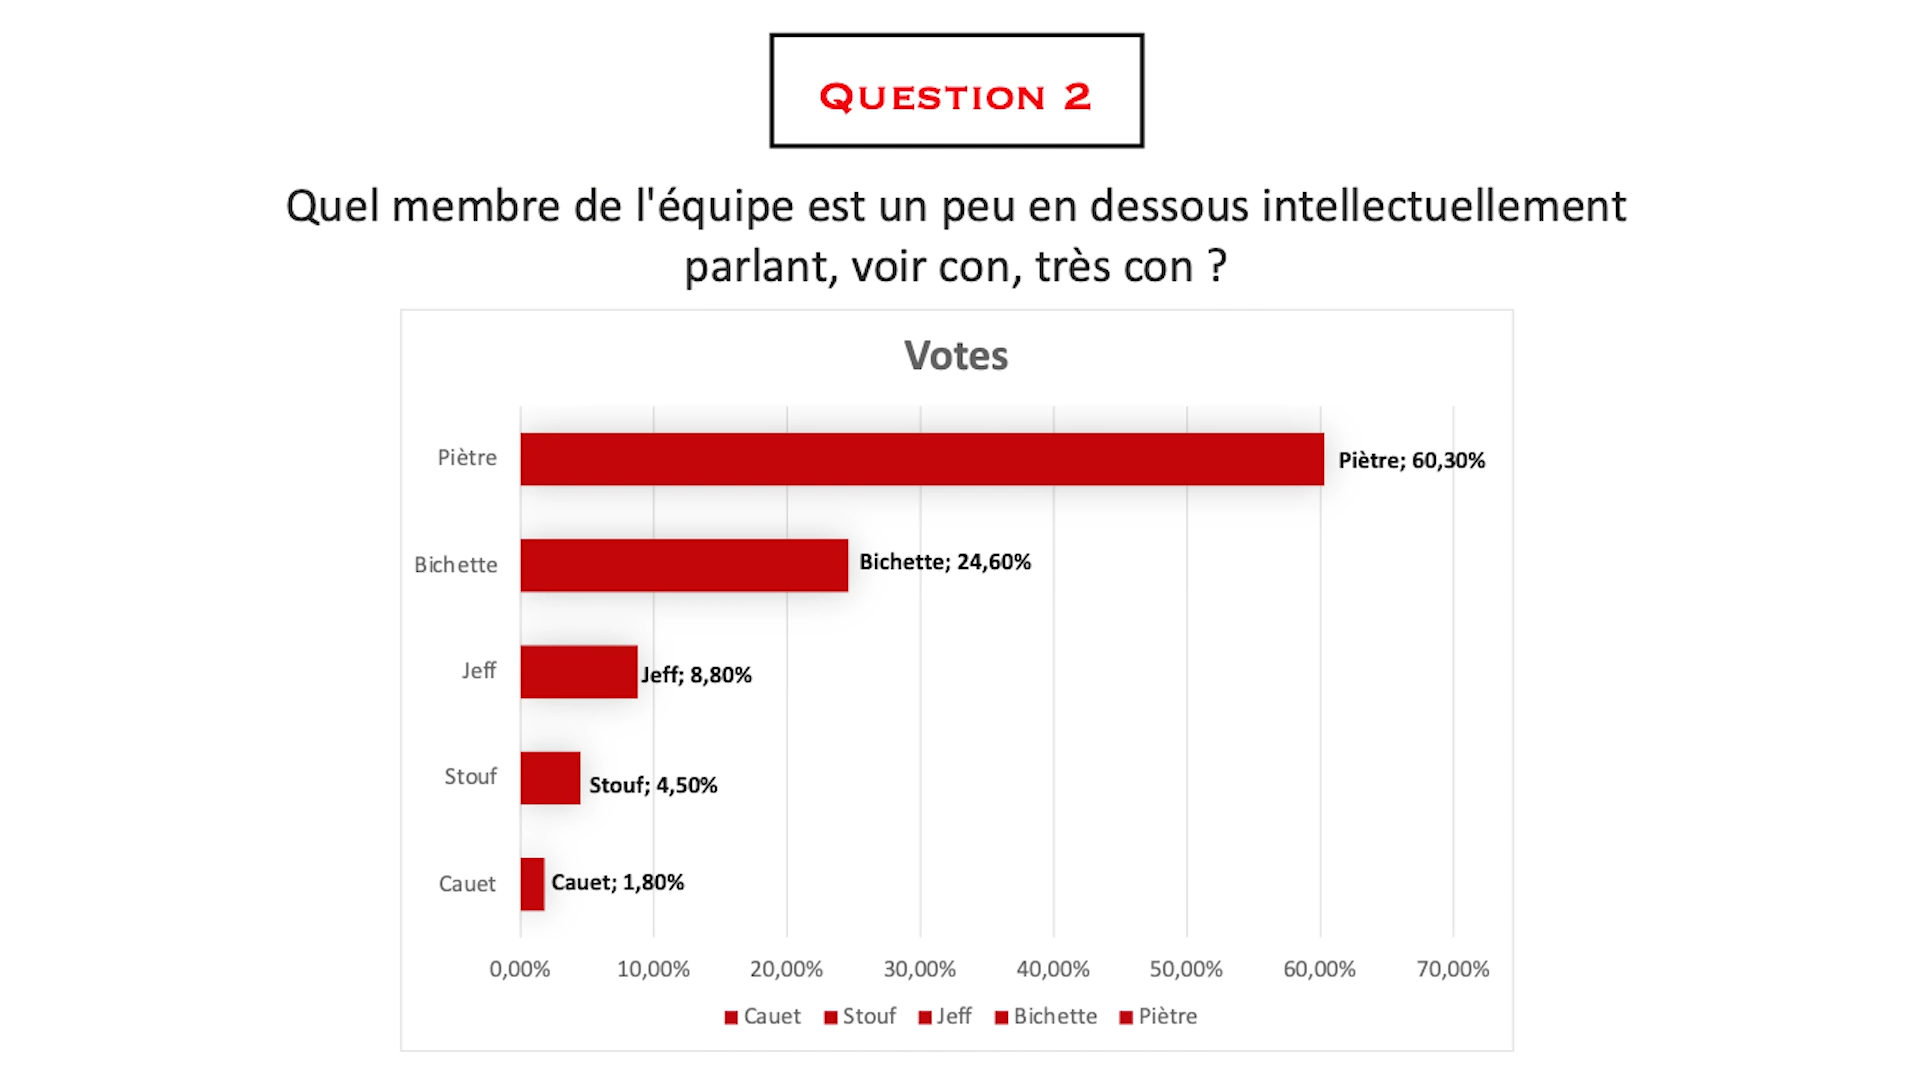 Question 2
Quel membre de l'équipe est un peu en dessous intellectuellement
parlant, voir con, très con ?
Votes
Piètre
Piètre; 60,30%
Bichette
Bichette; 24,60%
Jeff
Jeff; 8,80%
Stouf
Stouf; 4,50%
Cauet
Cauet; 1,80%
0,00% 10,00% 20,00% 30,00% 40,00% 50,00% 60,00% 70,00%
Cauet Stouf Jeff Bichette Piètre